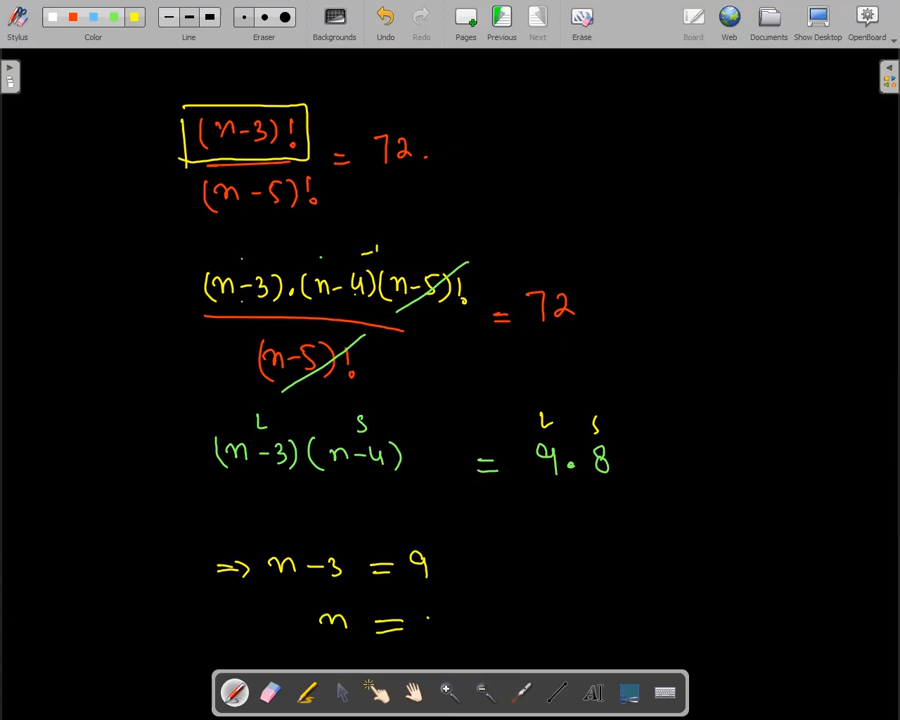 Stylus Color Line Eraser Backgrounds Undo Redo Pages Previous Next Erase Board Web Documents Show Desktop OpenBoard
(n-3)!
= 72.
(n-5)!
-1
(n-3).(n-4)(n-5)!
= 72
(n-5)!
L S L S
(n-3)(n-4) = 9.8
=> n-3 = 9
n =